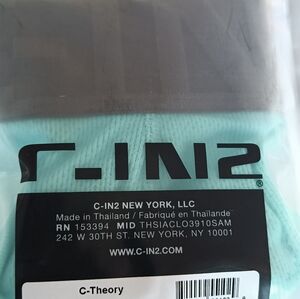 C-IN2®
C-IN2 NEW YORK, LLC
Made in Thailand / Fabriqué en Thaïlande
RN 153394 MID THSIACLO3910SAM
242 W 30TH ST. NEW YORK, NY 10001
WWW.C-IN2.COM
C-Theory